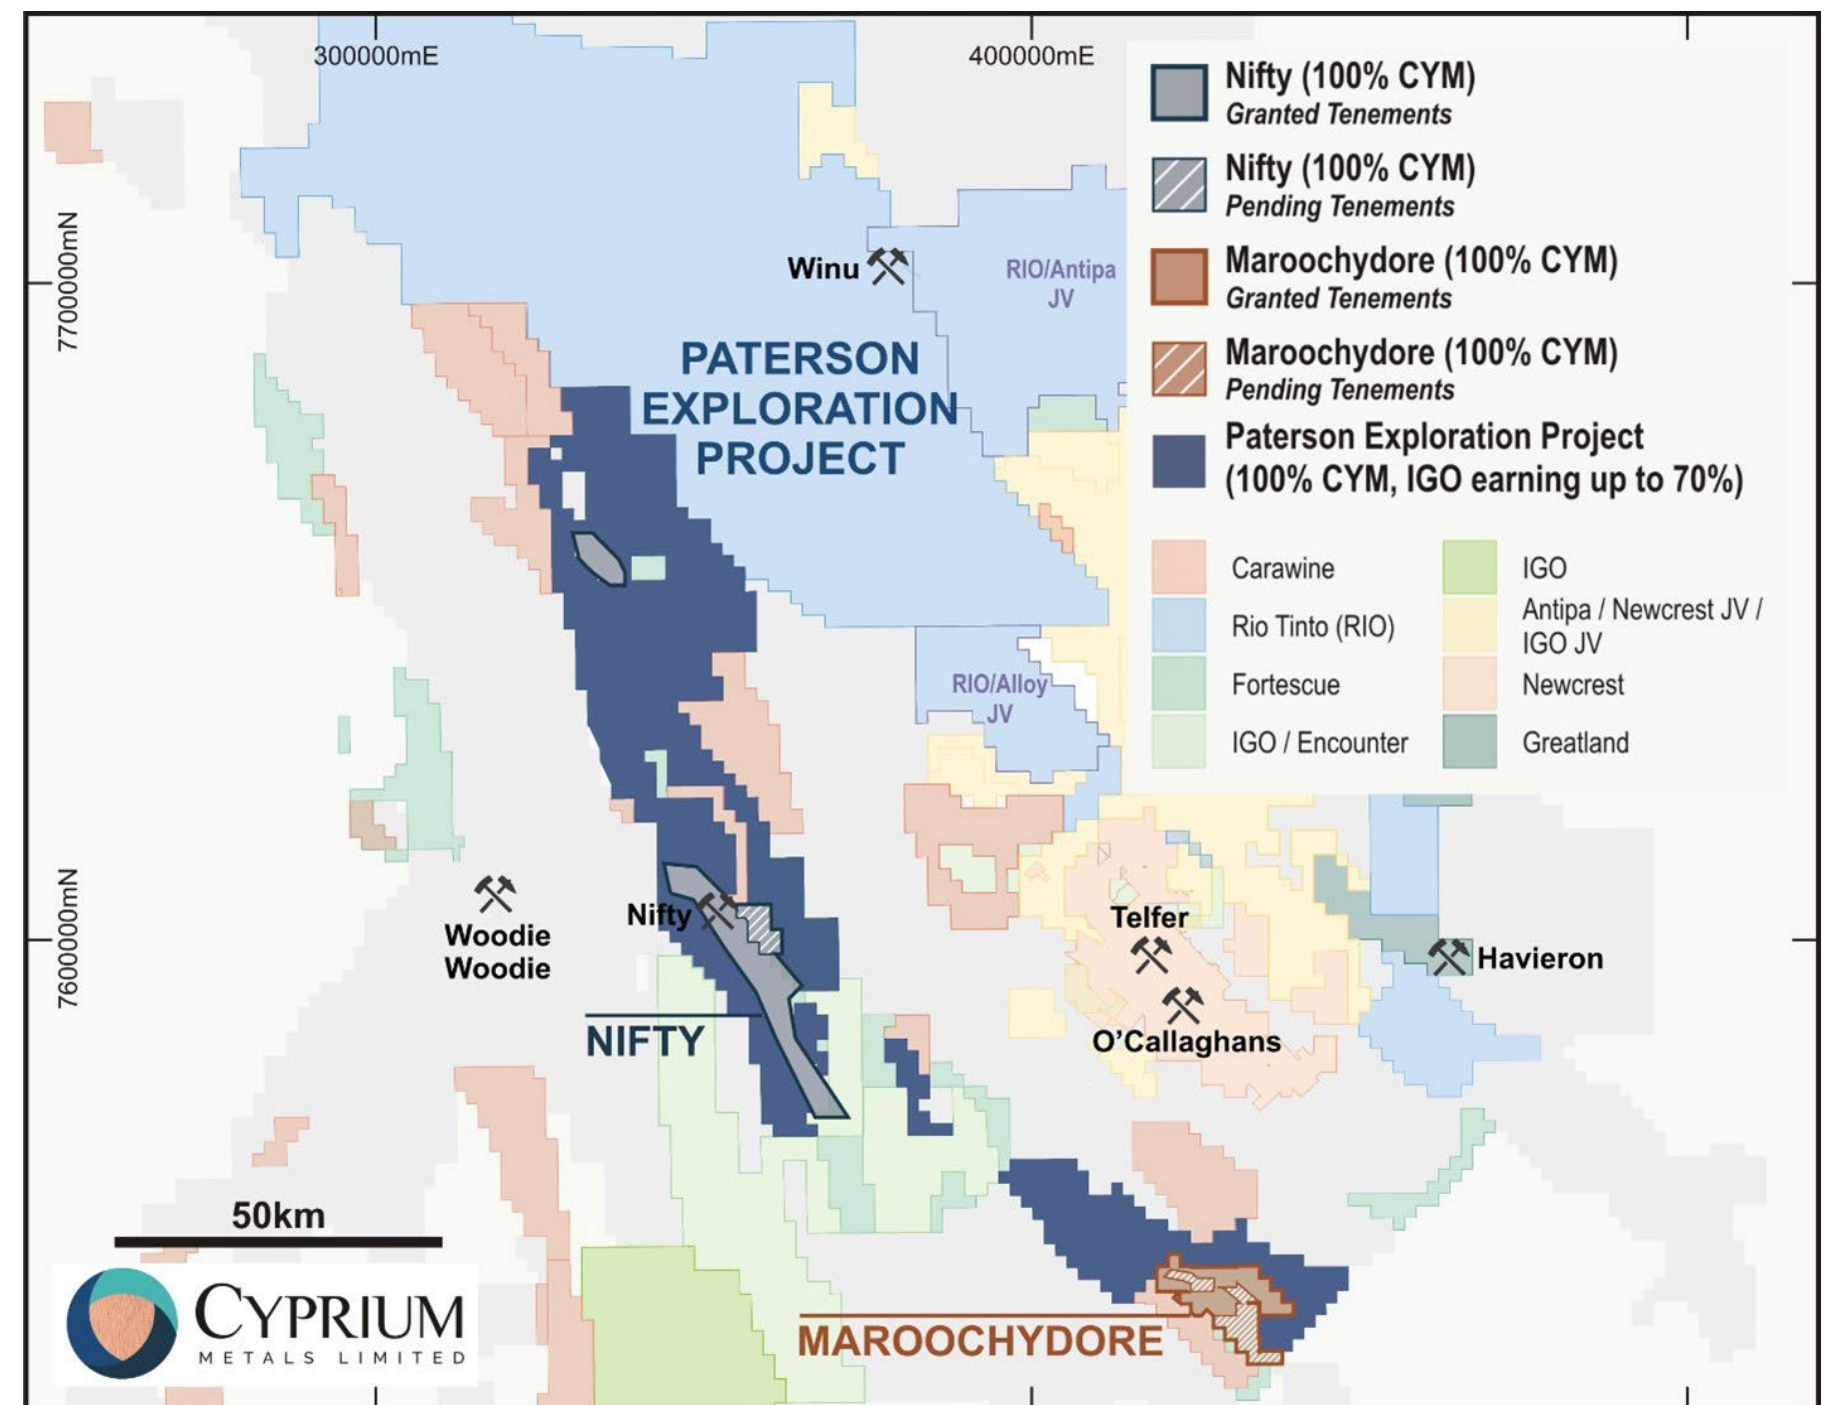 300000mE
400000mE
7700000mN
7600000mN
Nifty (100% CYM)
Granted Tenements
Nifty (100% CYM)
Pending Tenements
Maroochydore (100% CYM)
Granted Tenements
Maroochydore (100% CYM)
Pending Tenements
Paterson Exploration Project
(100% CYM, IGO earning up to 70%)
Carawine
Rio Tinto (RIO)
Fortescue
IGO / Encounter
IGO
Antipa / Newcrest JV /
IGO JV
Newcrest
Greatland
Winu
RIO/Antipa
JV
PATERSON
EXPLORATION
PROJECT
RIO/Alloy
JV
Nifty
Woodie
Woodie
Telfer
Havieron
O'Callaghans
NIFTY
MAROOCHYDORE
50km
CYPRIUM
METALS LIMITED